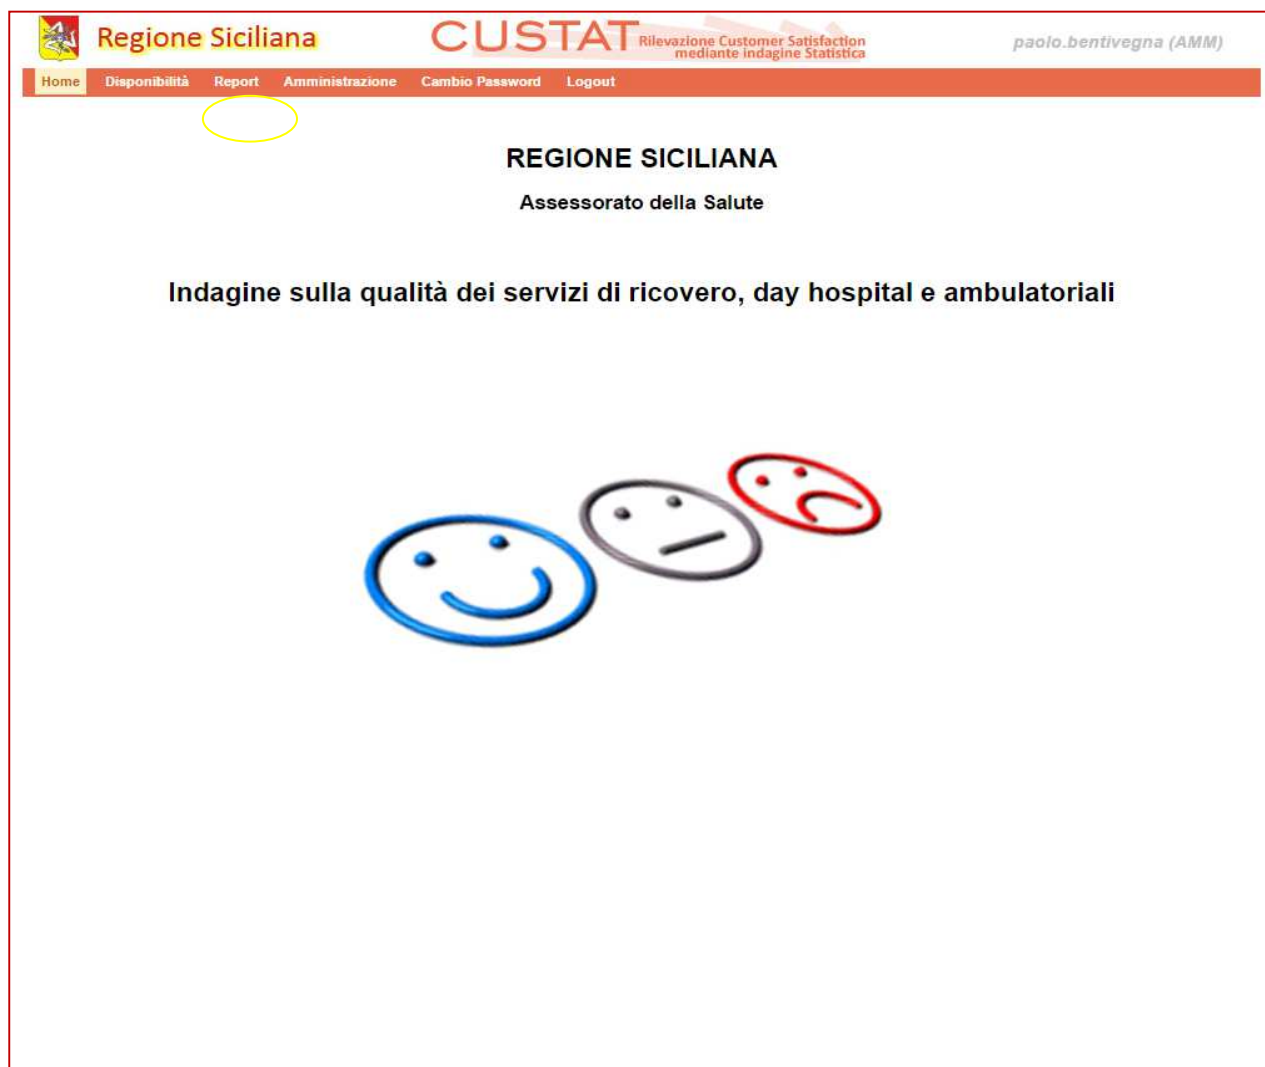 Regione Siciliana
CUSTAT Rilevazione Customer Satisfaction
mediante indagine Statistica
paolo.bentivegna (AMM)
Home Disponibilità Report Amministrazione Cambio Password Logout
REGIONE SICILIANA
Assessorato della Salute
Indagine sulla qualità dei servizi di ricovero, day hospital e ambulatoriali